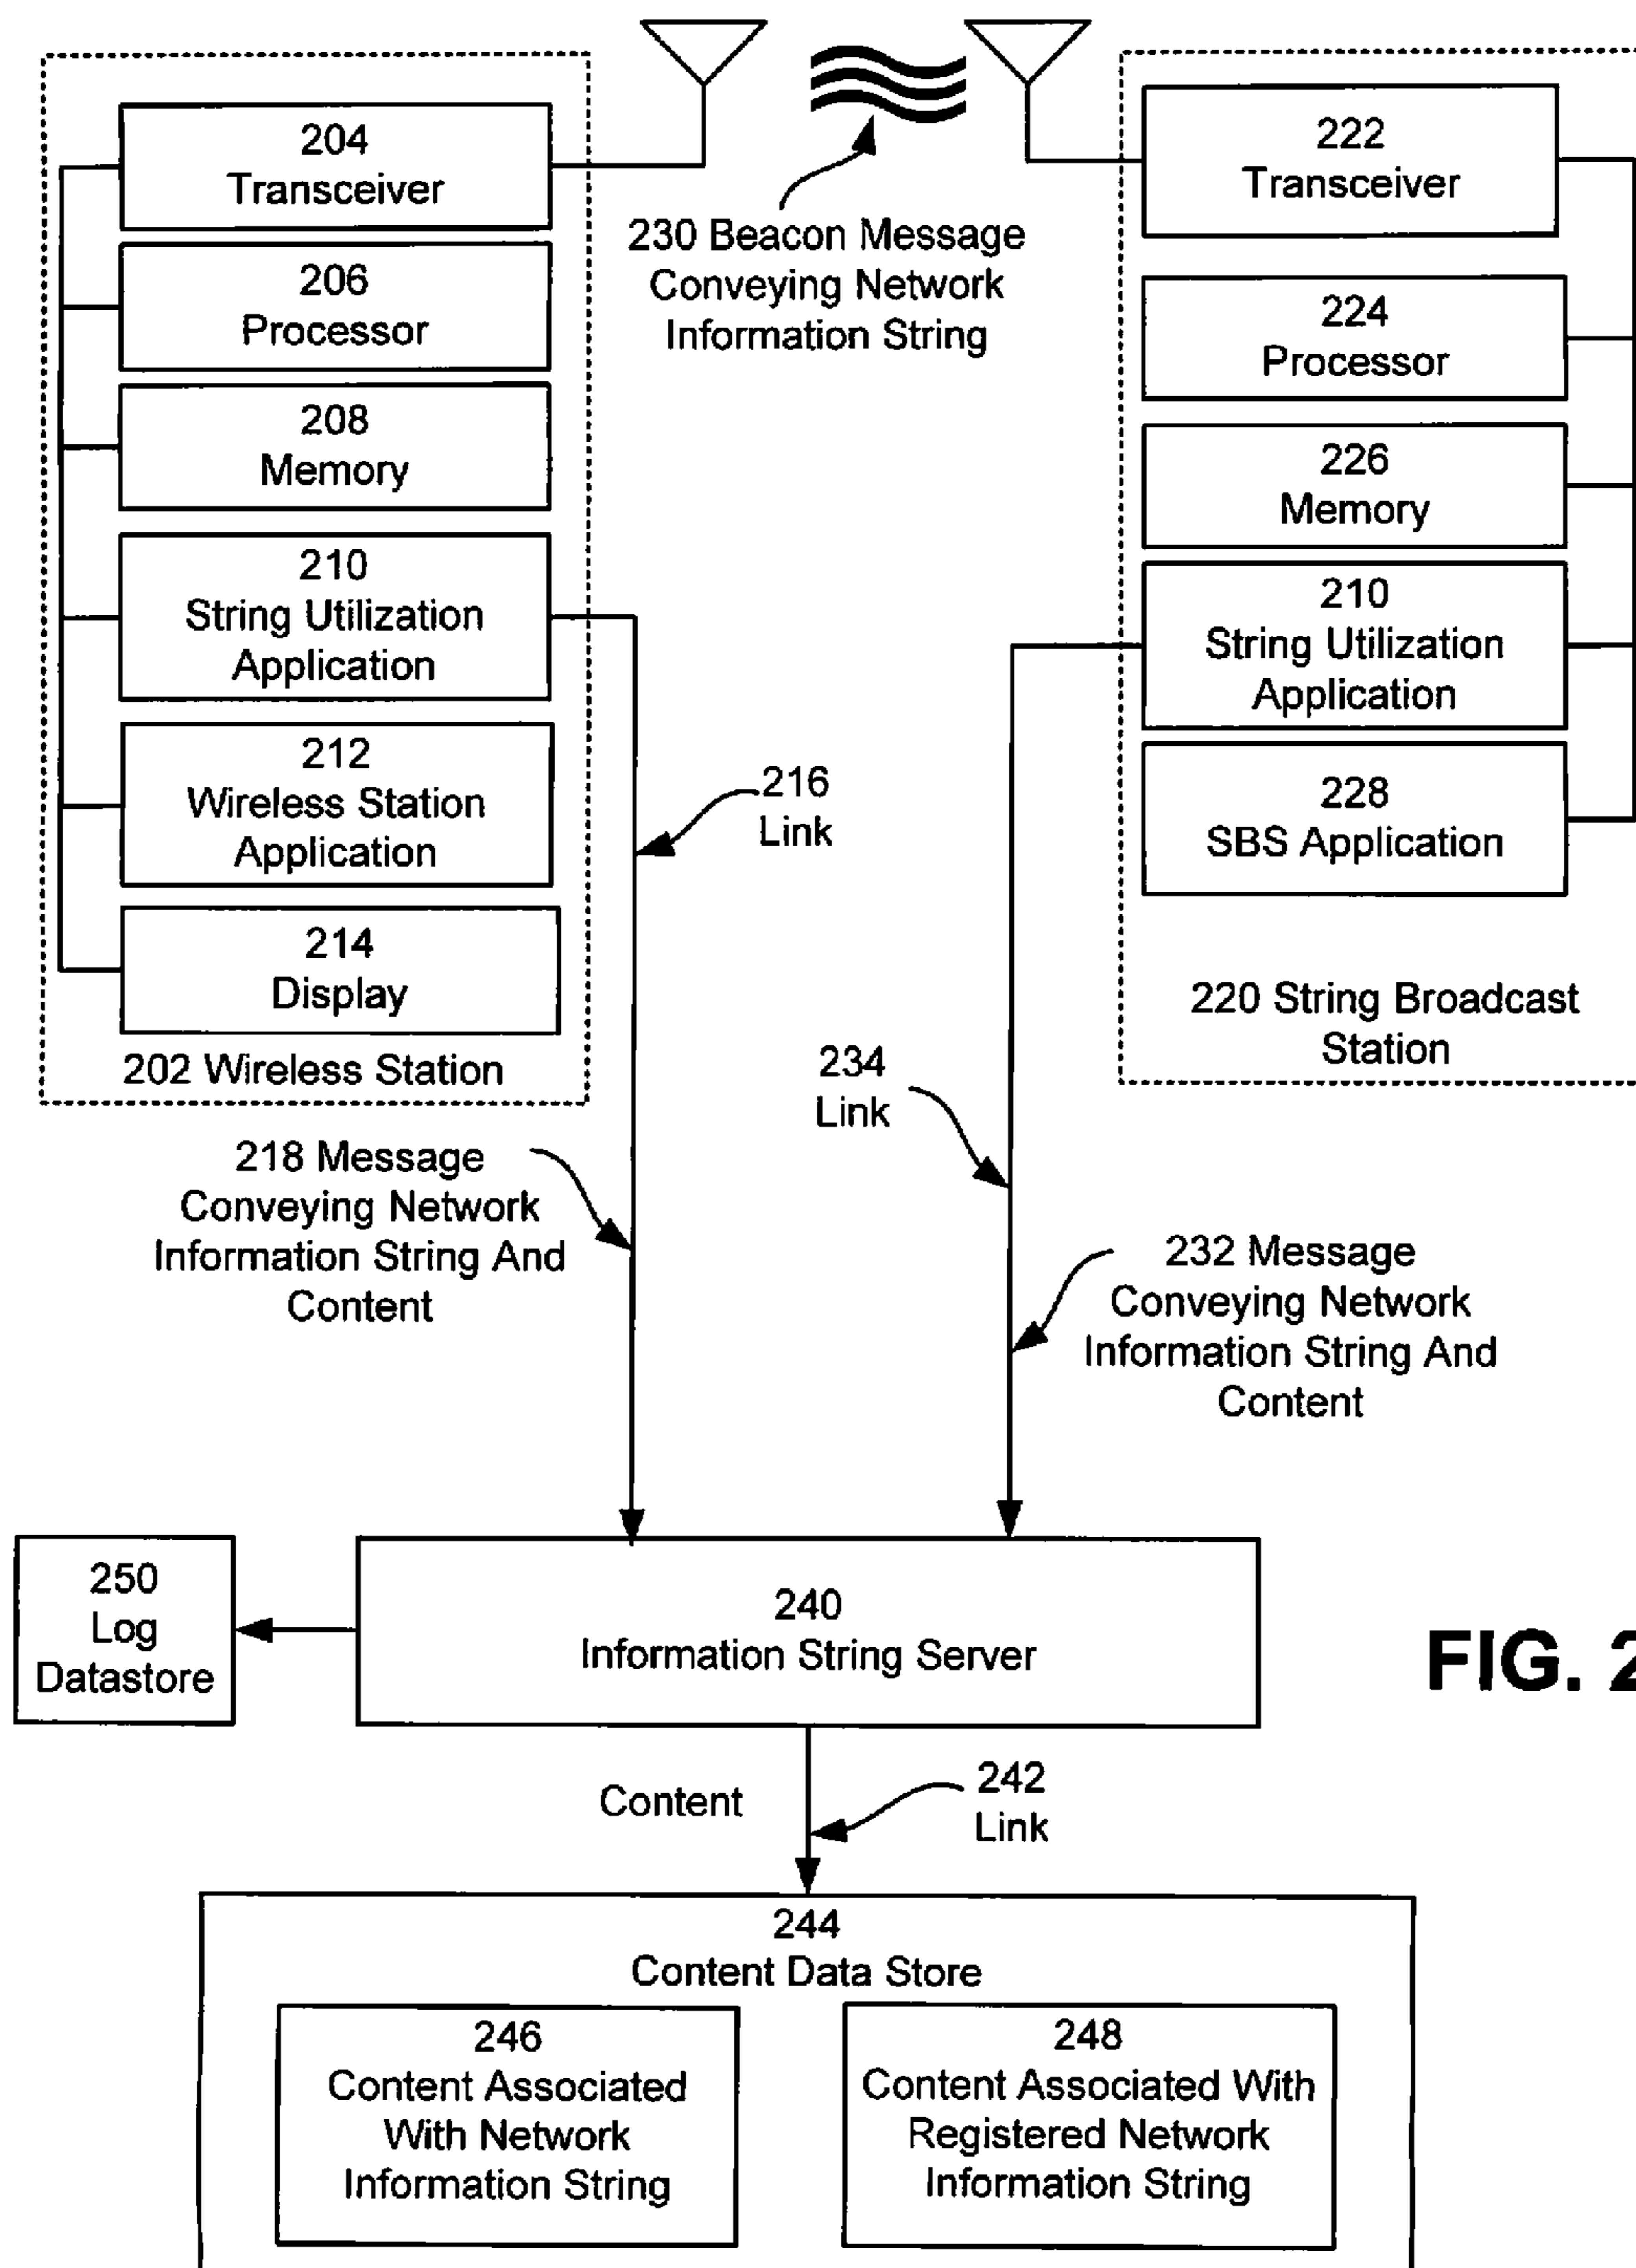 204
Transceiver
206
Processor
208
Memory
210
String Utilization
Application
212
Wireless Station
Application
214
Display
202 Wireless Station
230 Beacon Message
Conveying Network
Information String
222
Transceiver
224
Processor
226
Memory
210
String Utilization
Application
228
SBS Application
220 String Broadcast
Station
216
Link
234
Link
218 Message
Conveying Network
Information String And
Content
232 Message
Conveying Network
Information String And
Content
250
Log
Datastore
240
Information String Server
FIG. 2
Content
242
Link
244
Content Data Store
246
Content Associated
With Network
Information String
248
Content Associated With
Registered Network
Information String